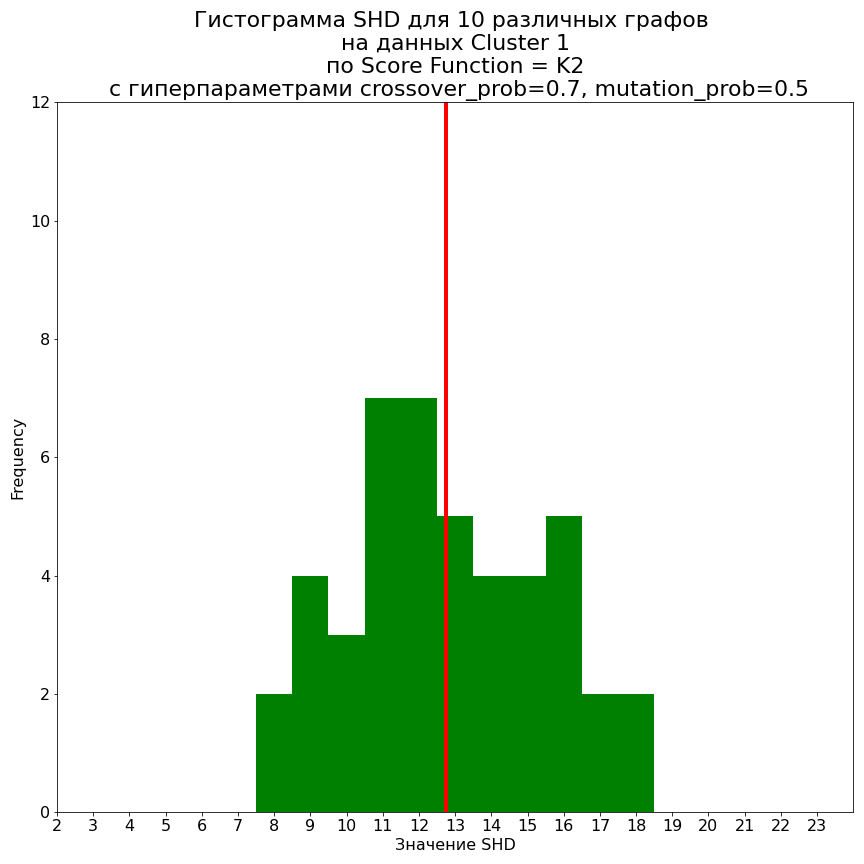 Гистограмма SHD для 10 различных графов
на данных Cluster 1
по Score Function = K2
с гиперпараметрами crossover_prob=0.7, mutation_prob=0.5
12
10
8
6
4
2
0
Frequency
2 3 4 5 6 7 8 9 10 11 12 13 14 15 16 17 18 19 20 21 22 23
Значение SHD